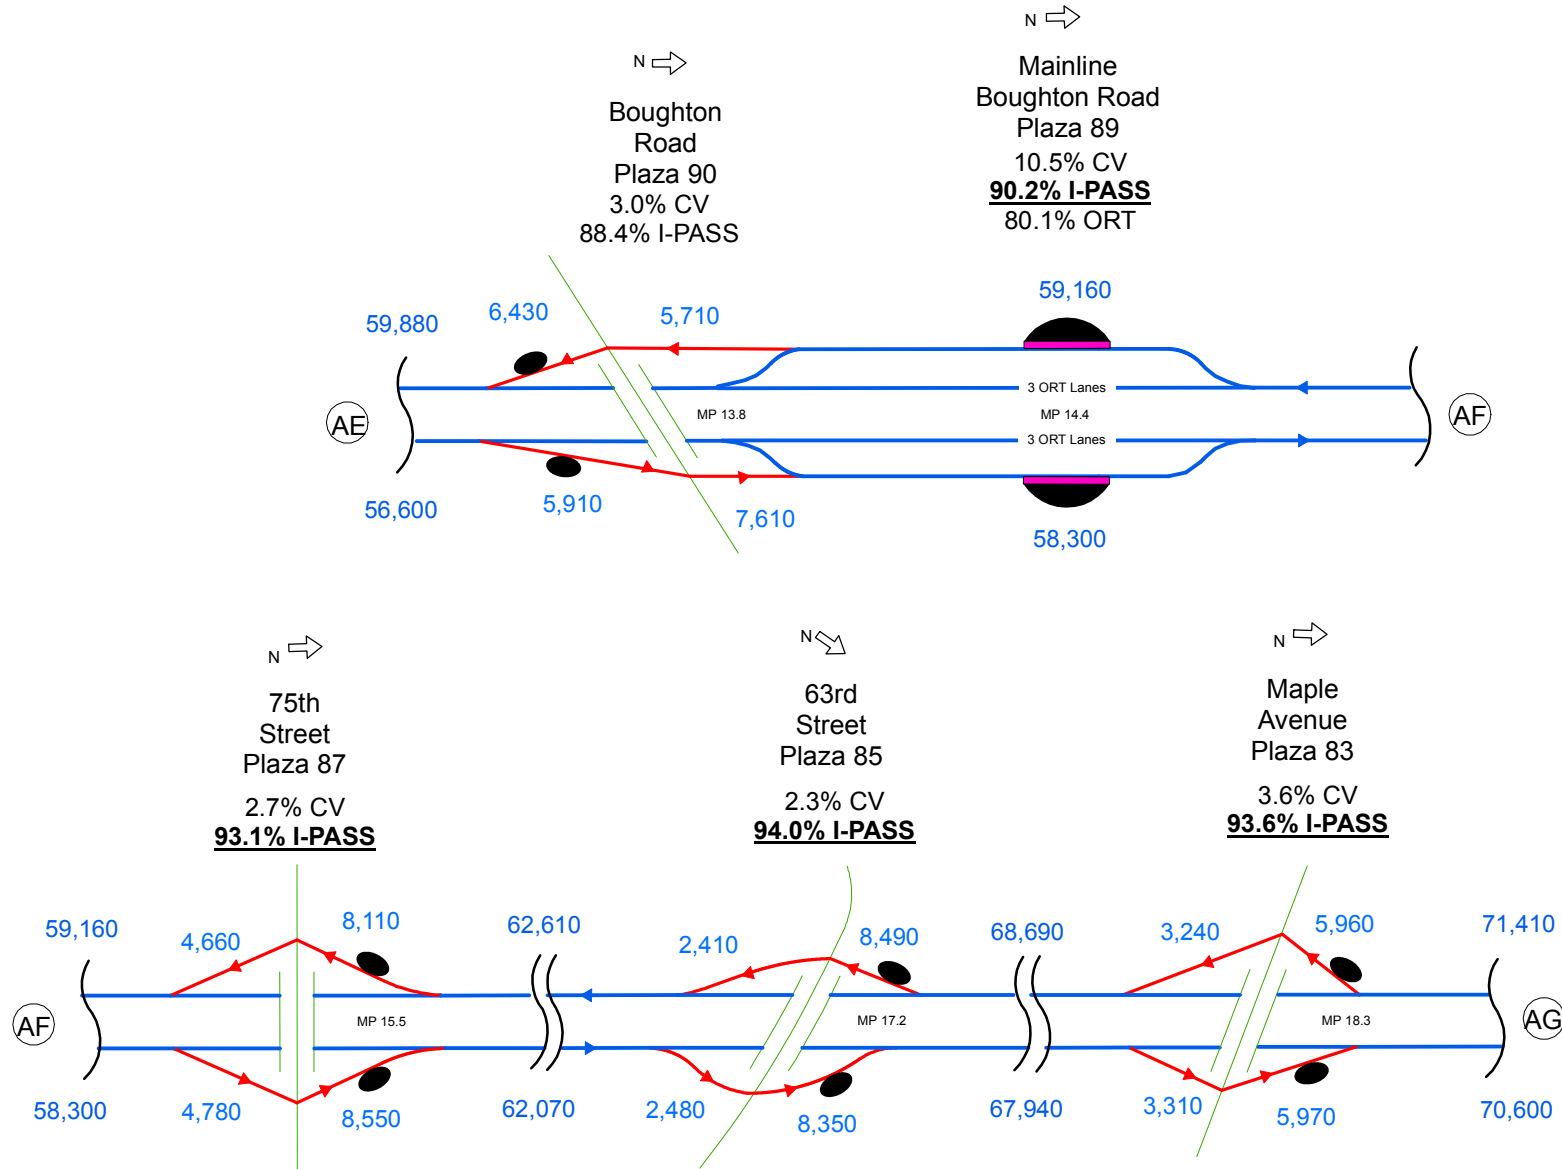 N
Mainline
Boughton Road
Plaza 89
10.5% CV
90.2% I-PASS
80.1% ORT
N
Boughton
Road
Plaza 90
3.0% CV
88.4% I-PASS
59,160
6,430
5,710
59,880
3 ORT Lanes
AE
MP 13.8
MP 14.4
AF
3 ORT Lanes
56,600
5,910
7,610
58,300
N
75th
Street
Plaza 87
2.7% CV
93.1% I-PASS
N
63rd
Street
Plaza 85
2.3% CV
94.0% I-PASS
N
Maple
Avenue
Plaza 83
3.6% CV
93.6% I-PASS
59,160
4,660
8,110
62,610
2,410
8,490
68,690
3,240
5,960
71,410
AF
MP 15.5
MP 17.2
MP 18.3
AG
58,300
4,780
8,550
62,070
2,480
8,350
67,940
3,310
5,970
70,600